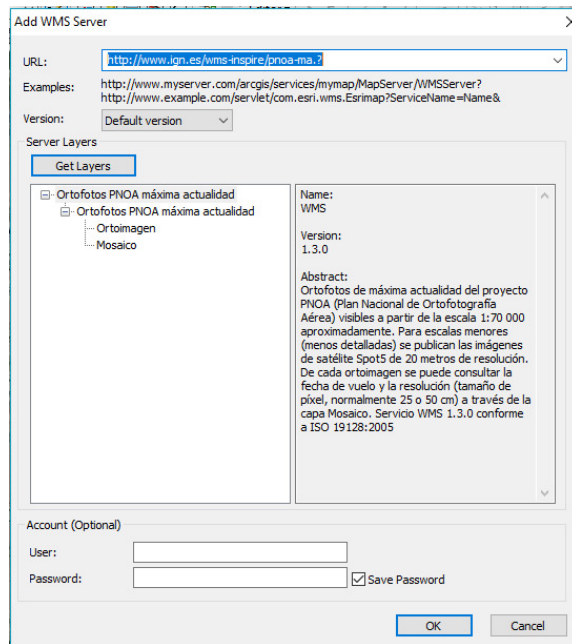 Add WMS Server
URL:
http://www.ign.es/wms-inspire/pnoa-ma.?
Examples:
http://www.myserver.com/arcgis/services/mymap/MapServer/WMSServer?
http://www.example.com/servlet/com.esri.wms.Esrimap?ServiceName=Name&
Version:
Default version
Server Layers
Get Layers
Ortofotos PNOA máxima actualidad
Ortofotos PNOA máxima actualidad
Ortoimagen
Mosaico
Name:
WMS
Version:
1.3.0
Abstract:
Ortofotos de máxima actualidad del proyecto
PNOA (Plan Nacional de Ortofotografía
Aérea) visibles a partir de la escala 1:70 000
aproximadamente. Para escalas menores
(menos detalladas) se publican las imágenes
de satélite Spot5 de 20 metros de resolución.
De cada ortoimagen se puede consultar la
fecha de vuelo y la resolución (tamaño de
píxel, normalmente 25 o 50 cm) a través de la
capa Mosaico. Servicio WMS 1.3.0 conforme
a ISO 19128:2005
Account (Optional)
User:
Password:
Save Password
OK
Cancel